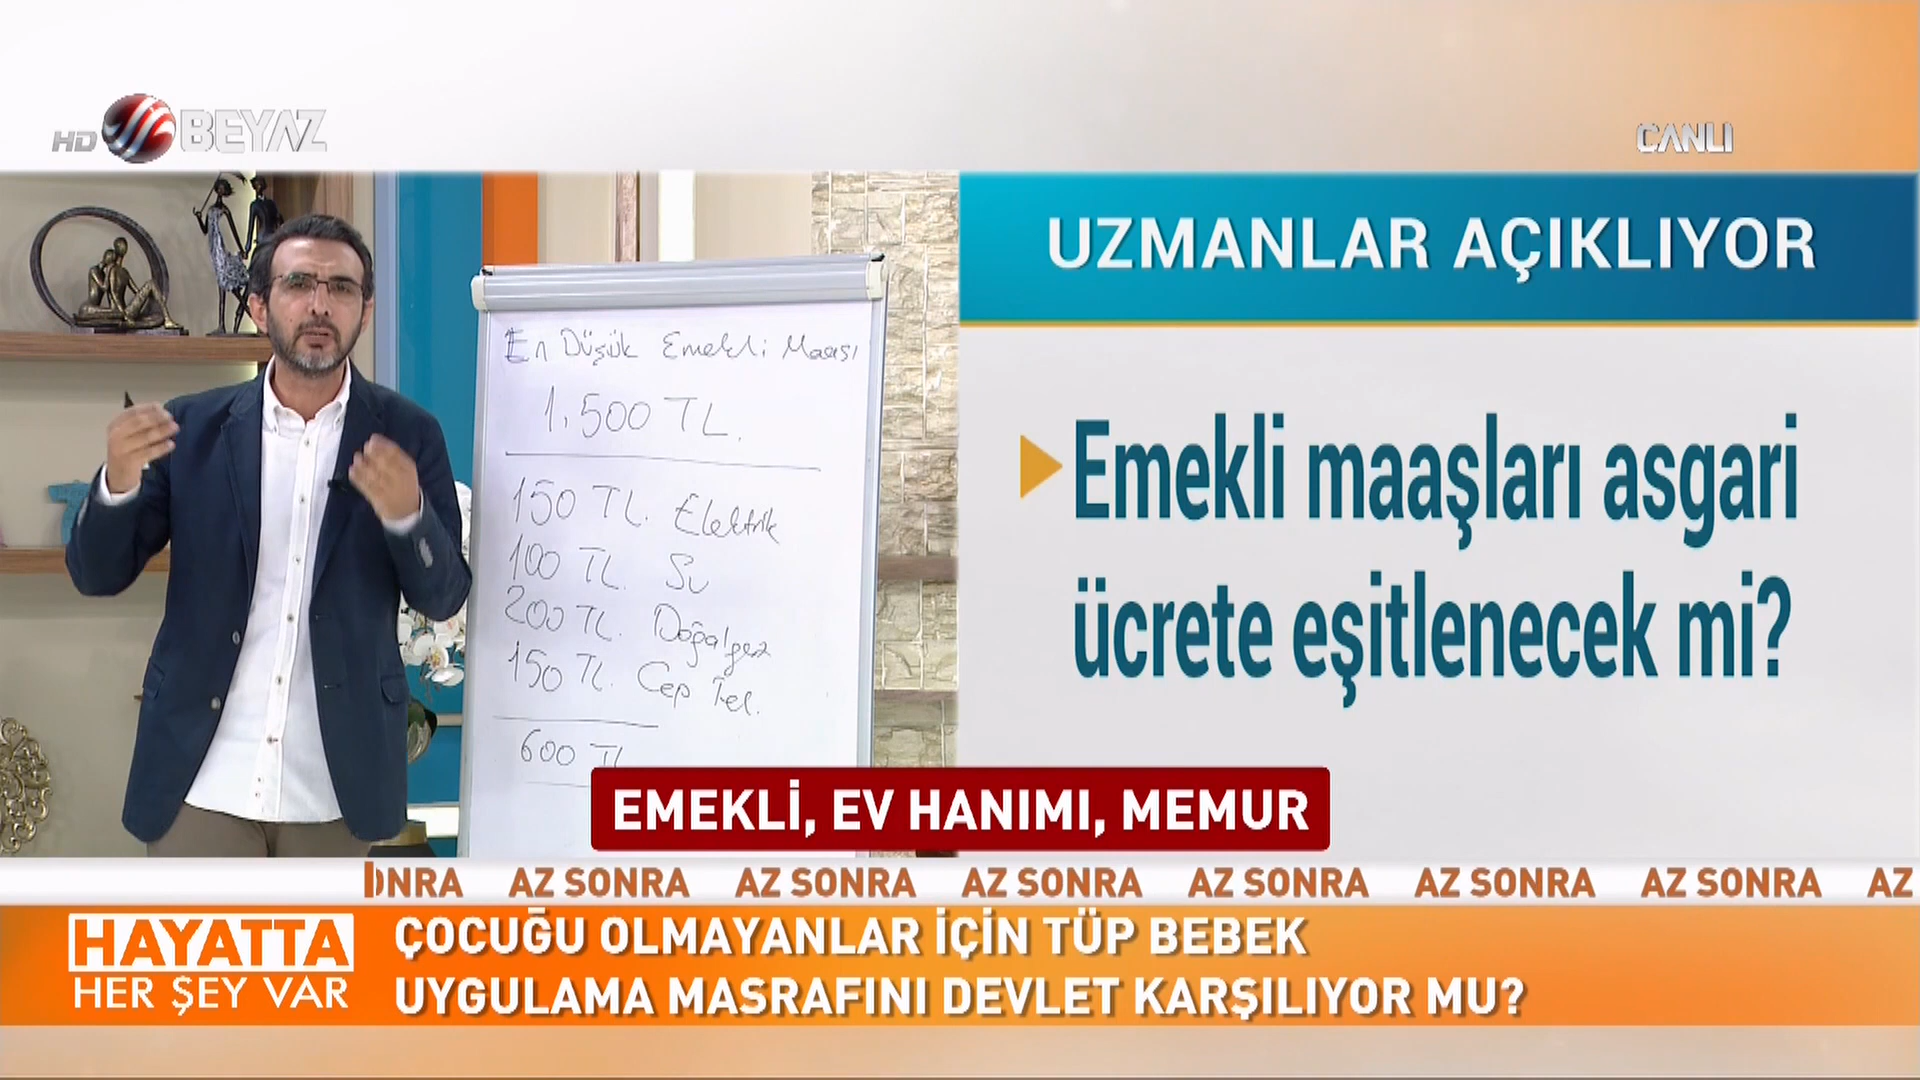 HD BEYAZ
CANLI
UZMANLAR AÇIKLIYOR
Emekli maaşları asgari
ücrete eşitlenecek mi?
En Düşük Emekli Maaşı
1.500 TL.
150 TL. Elektrik
100 TL. Su
200 TL. Doğalgaz
150 TL. Cep Tel.
600 TL
EMEKLİ, EV HANIMI, MEMUR
ONRA AZ SONRA AZ SONRA AZ SONRA AZ SONRA AZ SONRA AZ SONRA AZ
HAYATTA
HER ŞEY VAR
ÇOCUĞU OLMAYANLAR İÇİN TÜP BEBEK
UYGULAMA MASRAFINI DEVLET KARŞILIYOR MU?